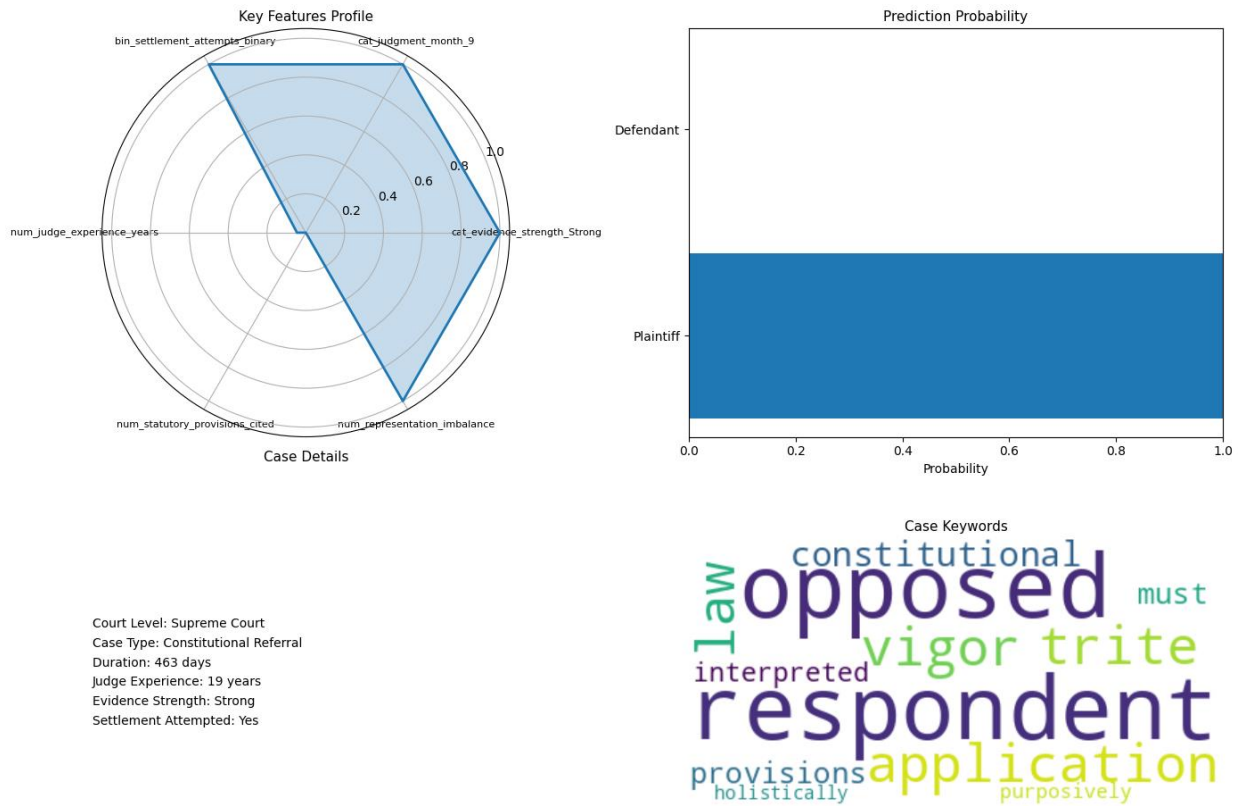 Key Features Profile
bin_settlement_attempts_binary
cat_judgment_month_9
1.0
0.8
0.6
0.4
0.2
num_judge_experience_years
cat_evidence_strength_Strong
num_statutory_provisions_cited
num_representation_imbalance
Prediction Probability
Defendant
Plaintiff
0.0 0.2 0.4 0.6 0.8 1.0
Probability
Case Details
Court Level: Supreme Court
Case Type: Constitutional Referral
Duration: 463 days
Judge Experience: 19 years
Evidence Strength: Strong
Settlement Attempted: Yes
Case Keywords
constitutional
law
opposed
must
vigor
trite
interpreted
respondent
provisions
application
holistically
purposively